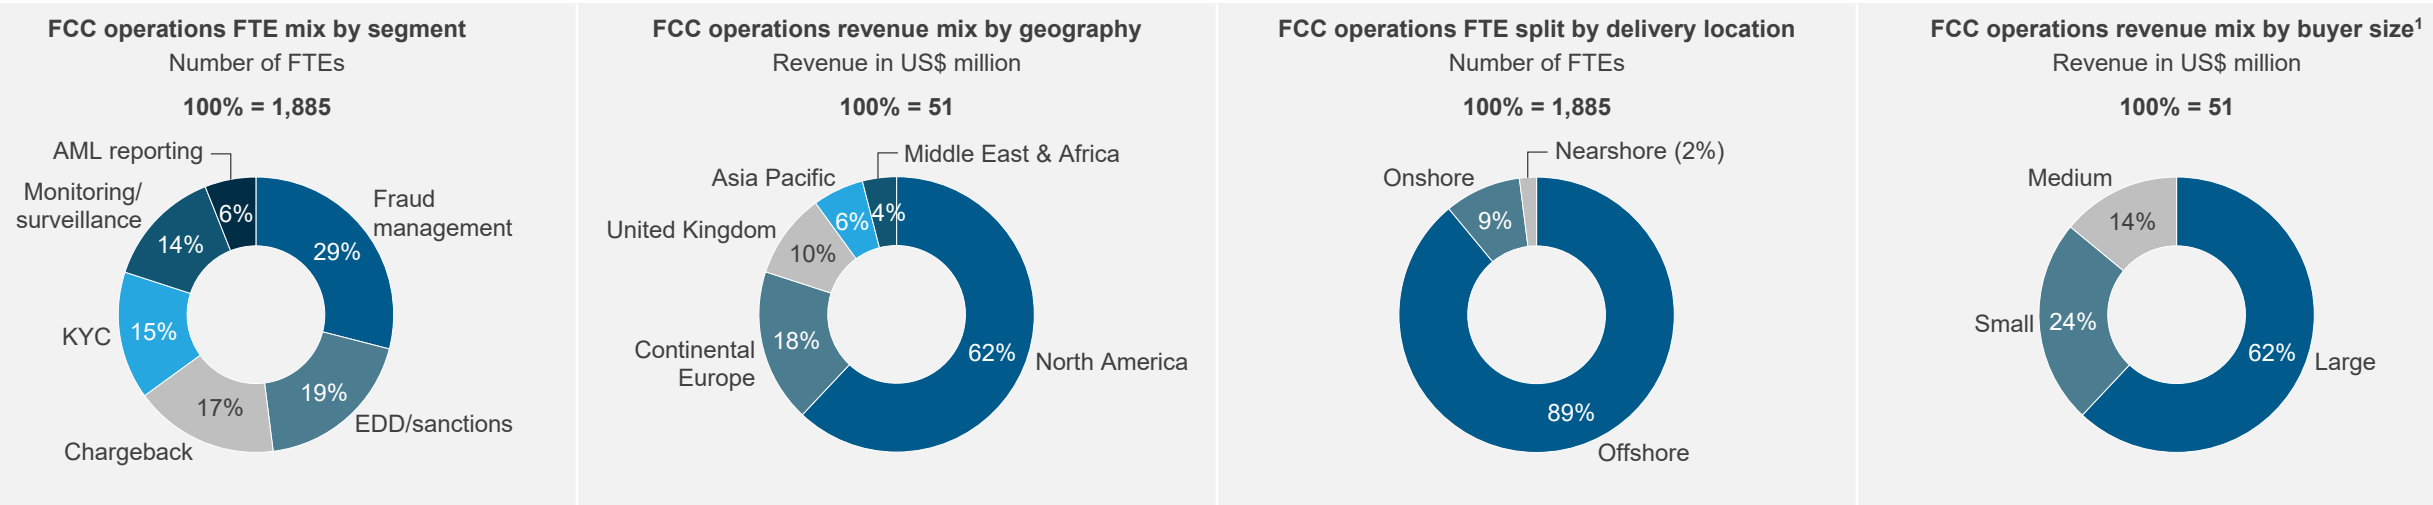 FCC operations FTE mix by segment
Number of FTEs
100% = 1,885
AML reporting
Monitoring/
surveillance
6%
Fraud
management
14%
29%
KYC
15%
19%
17%
EDD/sanctions
Chargeback
FCC operations revenue mix by geography
Revenue in US$ million
100% = 51
Middle East & Africa
Asia Pacific
4%
6%
United Kingdom
10%
Continental
Europe
18%
62%
North America
FCC operations FTE split by delivery location
Number of FTEs
100% = 1,885
Nearshore (2%)
Onshore
9%
89%
Offshore
FCC operations revenue mix by buyer size¹
Revenue in US$ million
100% = 51
Medium
14%
Small
24%
62%
Large